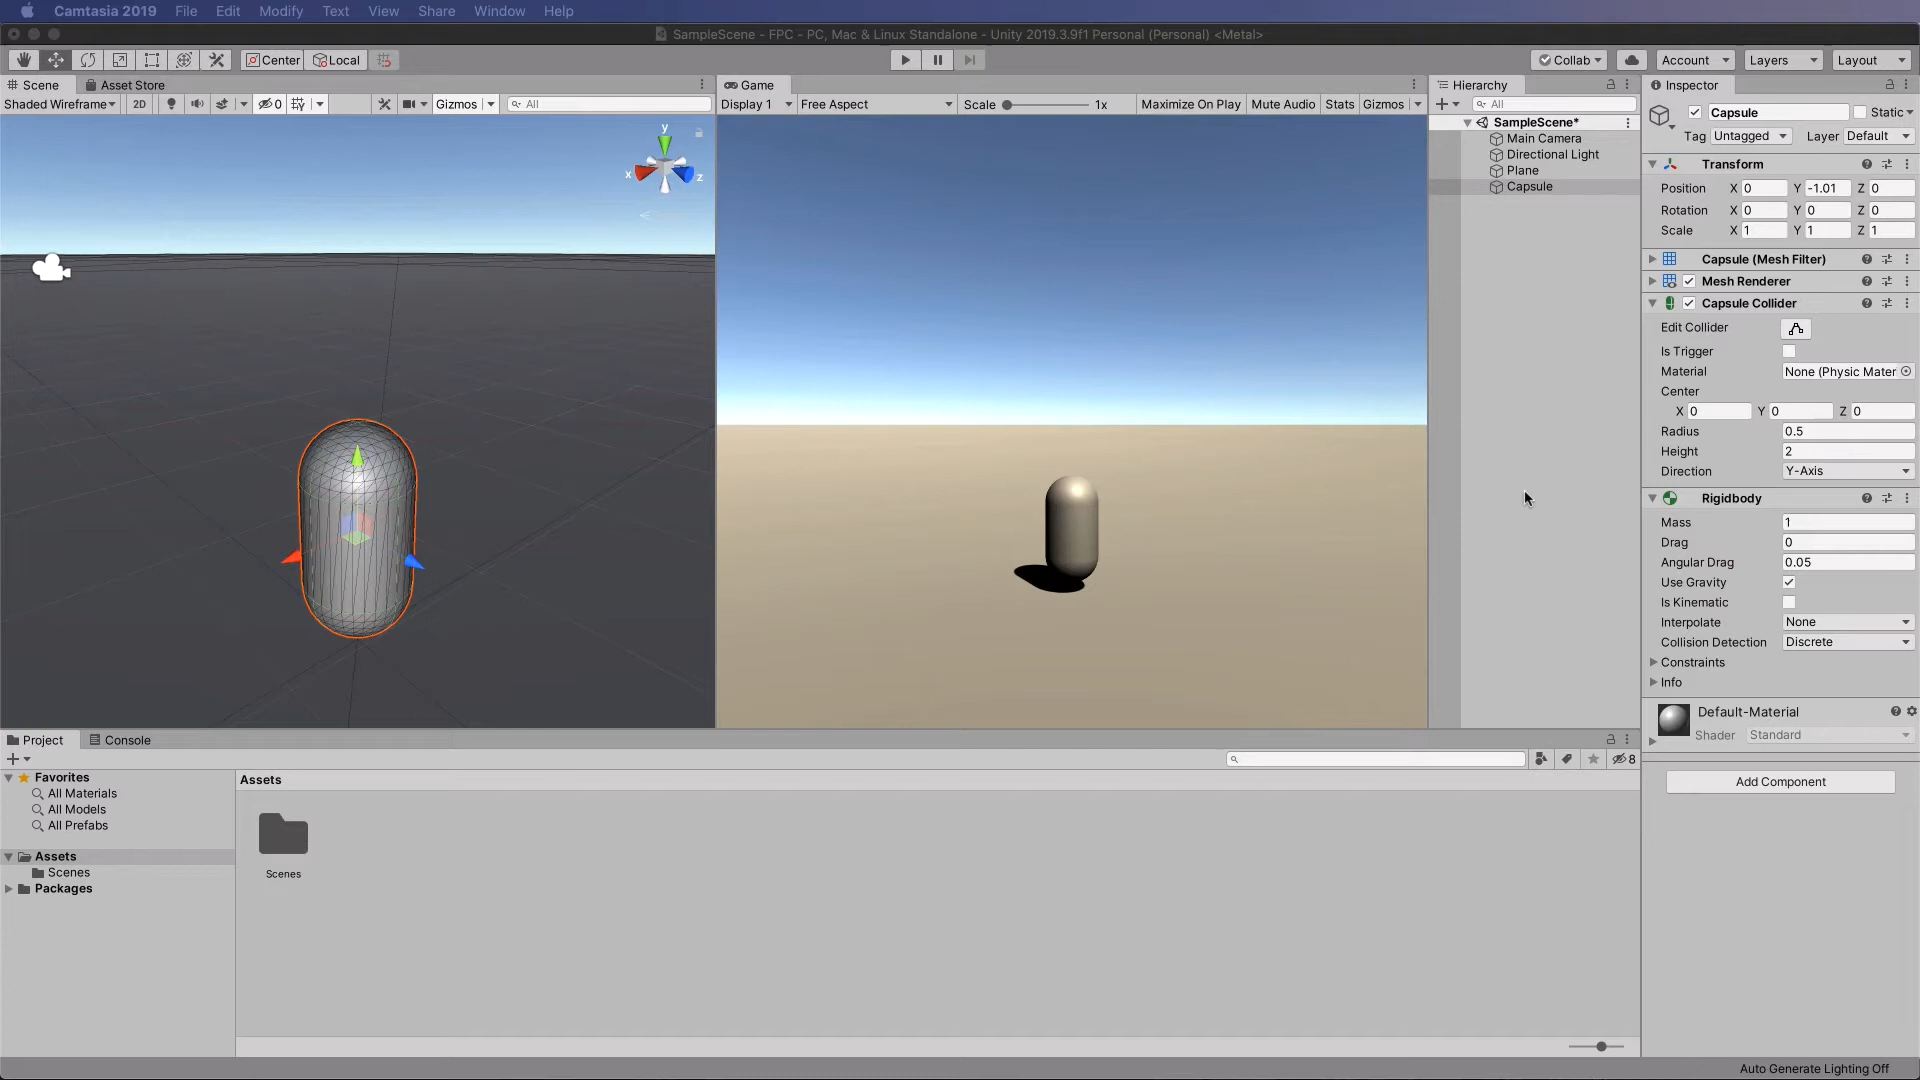 Camtasia 2019 File Edit Modify Text View Share Window Help
SampleScene - FPC - PC, Mac & Linux Standalone - Unity 2019.3.9f1 Personal (Personal) <Metal>
Center Local Collab Account Layers Layout
Scene Asset Store
Shaded Wireframe 2D 0 Gizmos All
y
x
z
Game
Display 1 Free Aspect Scale 1x Maximize On Play Mute Audio Stats Gizmos
Hierarchy
All
SampleScene*
Main Camera
Directional Light
Plane
Capsule
Inspector
Capsule Static
Tag Untagged Layer Default
Transform
Position X 0 Y -1.01 Z 0
Rotation X 0 Y 0 Z 0
Scale X 1 Y 1 Z 1
Capsule (Mesh Filter)
Mesh Renderer
Capsule Collider
Edit Collider
Is Trigger
Material None (Physic Mater
Center
X 0 Y 0 Z 0
Radius 0.5
Height 2
Direction Y-Axis
Rigidbody
Mass 1
Drag 0
Angular Drag 0.05
Use Gravity
Is Kinematic
Interpolate None
Collision Detection Discrete
Constraints
Info
Default-Material
Shader Standard
Add Component
Project Console
8
Favorites
All Materials
All Models
All Prefabs
Assets
Scenes
Packages
Assets
Scenes
Auto Generate Lighting Off